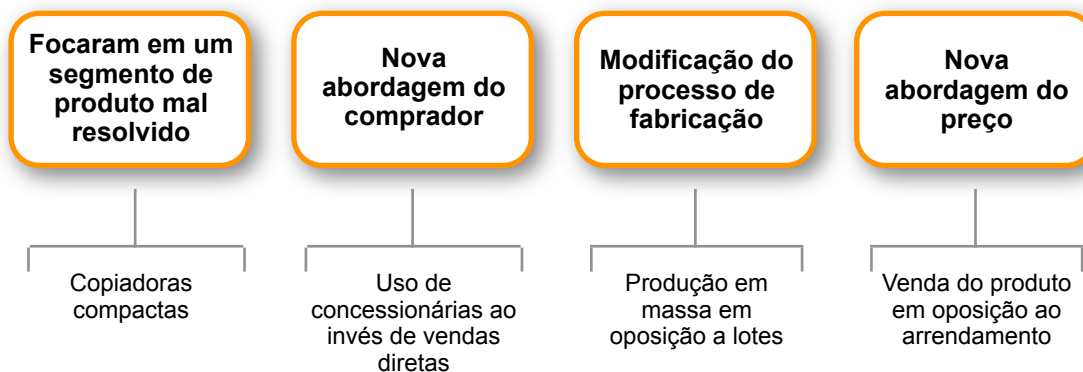 Focaram em um
segmento de
produto mal
resolvido
Nova
abordagem do
comprador
Modificação do
processo de
fabricação
Nova
abordagem do
preço
Copiadoras
compactas
Uso de
concessionárias ao
invés de vendas
diretas
Produção em
massa em
oposição a lotes
Venda do produto
em oposição ao
arrendamento